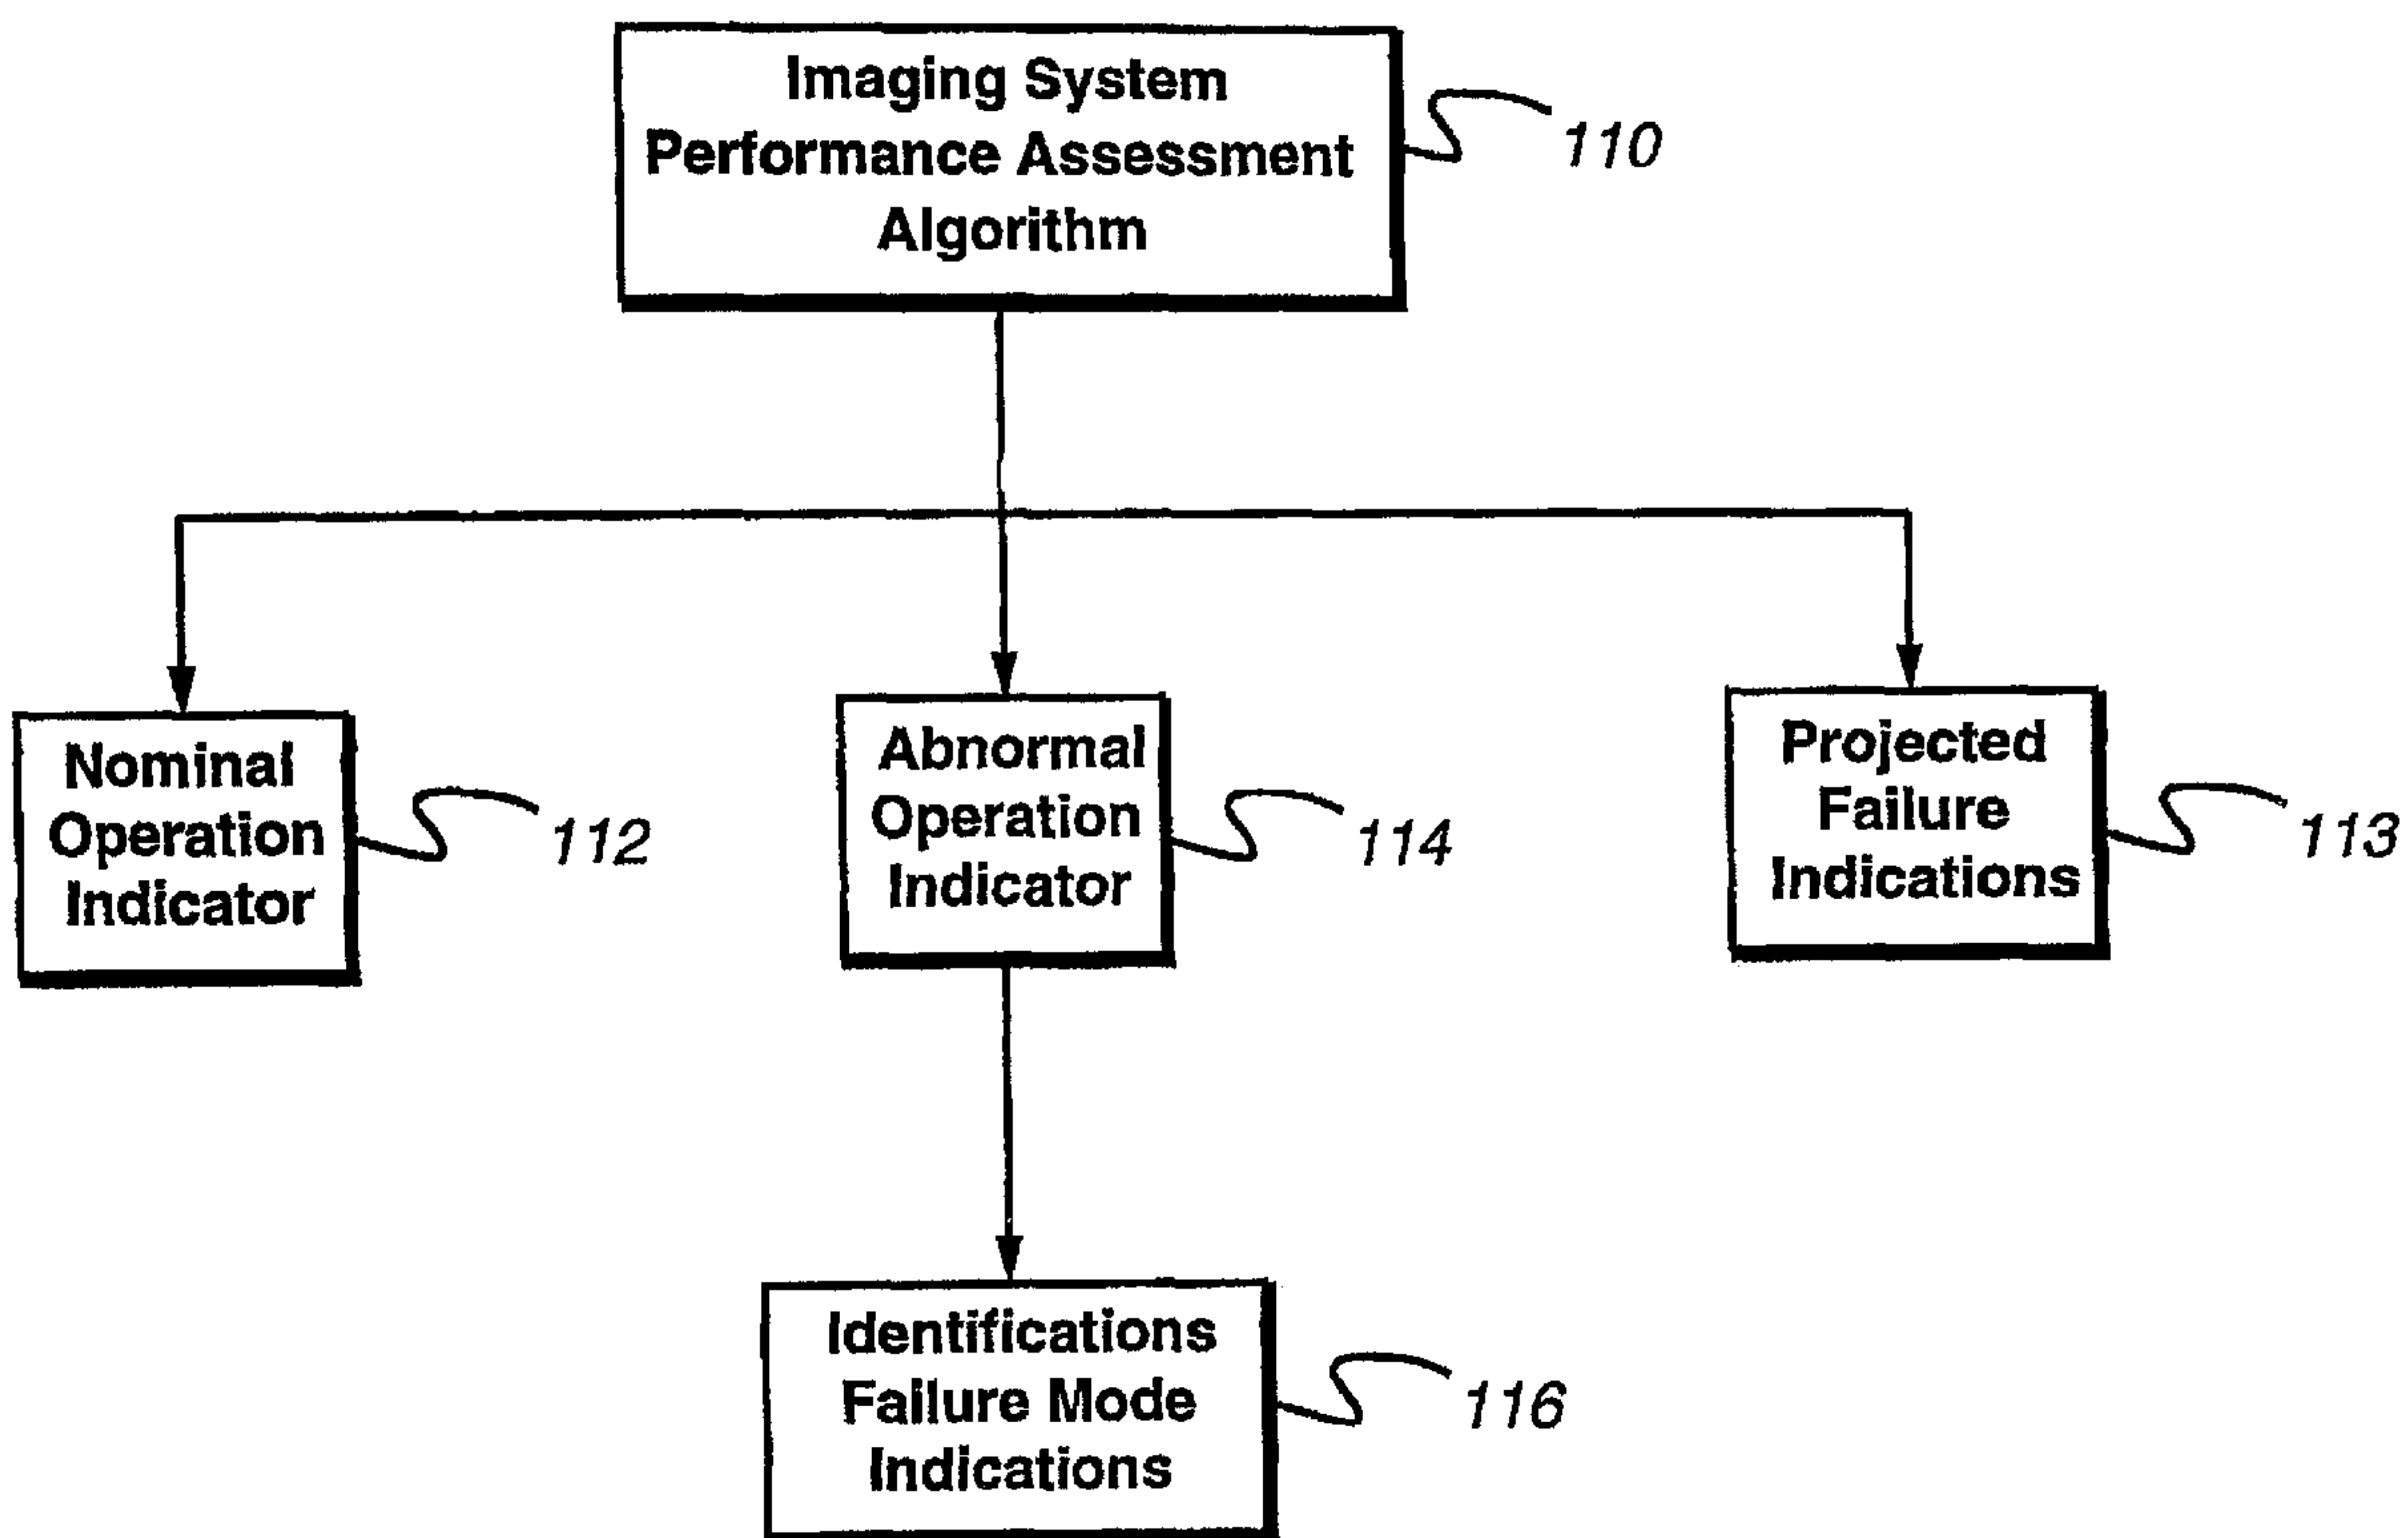 Imaging System
Performance Assessment
Algorithm
110
Nominal
Operation
Indicator
112
Abnormal
Operation
Indicator
114
Projected
Failure
Indications
113
Identifications
Failure Mode
Indications
116